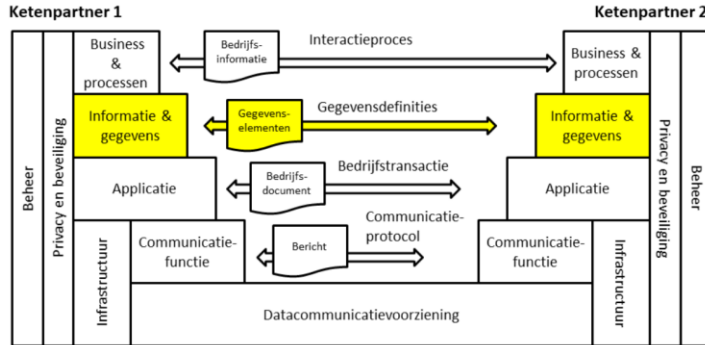 Ketenpartner 1
Ketenpartner 2
Beheer
Privacy en beveiliging
Business
&
processen
Bedrijfs-
informatie
Interactieproces
Business &
processen
Informatie &
gegevens
Gegevens-
elementen
Gegevensdefinities
Informatie &
gegevens
Applicatie
Bedrijfs-
document
Bedrijfstransactie
Applicatie
Infrastructuur
Communicatie-
functie
Bericht
Communicatie-
protocol
Communicatie-
functie
Infrastructuur
Privacy en beveiliging
Beheer
Datacommunicatievoorziening